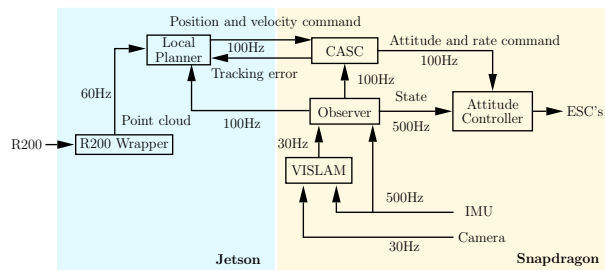 Position and velocity command
Local
Planner
100Hz
CASC
Attitude and rate command
100Hz
Tracking error
100Hz
60Hz
Point cloud
100Hz
Observer
State
500Hz
Attitude
Controller
ESC's
R200
R200 Wrapper
30Hz
VISLAM
500Hz
IMU
30Hz
Camera
Jetson
Snapdragon